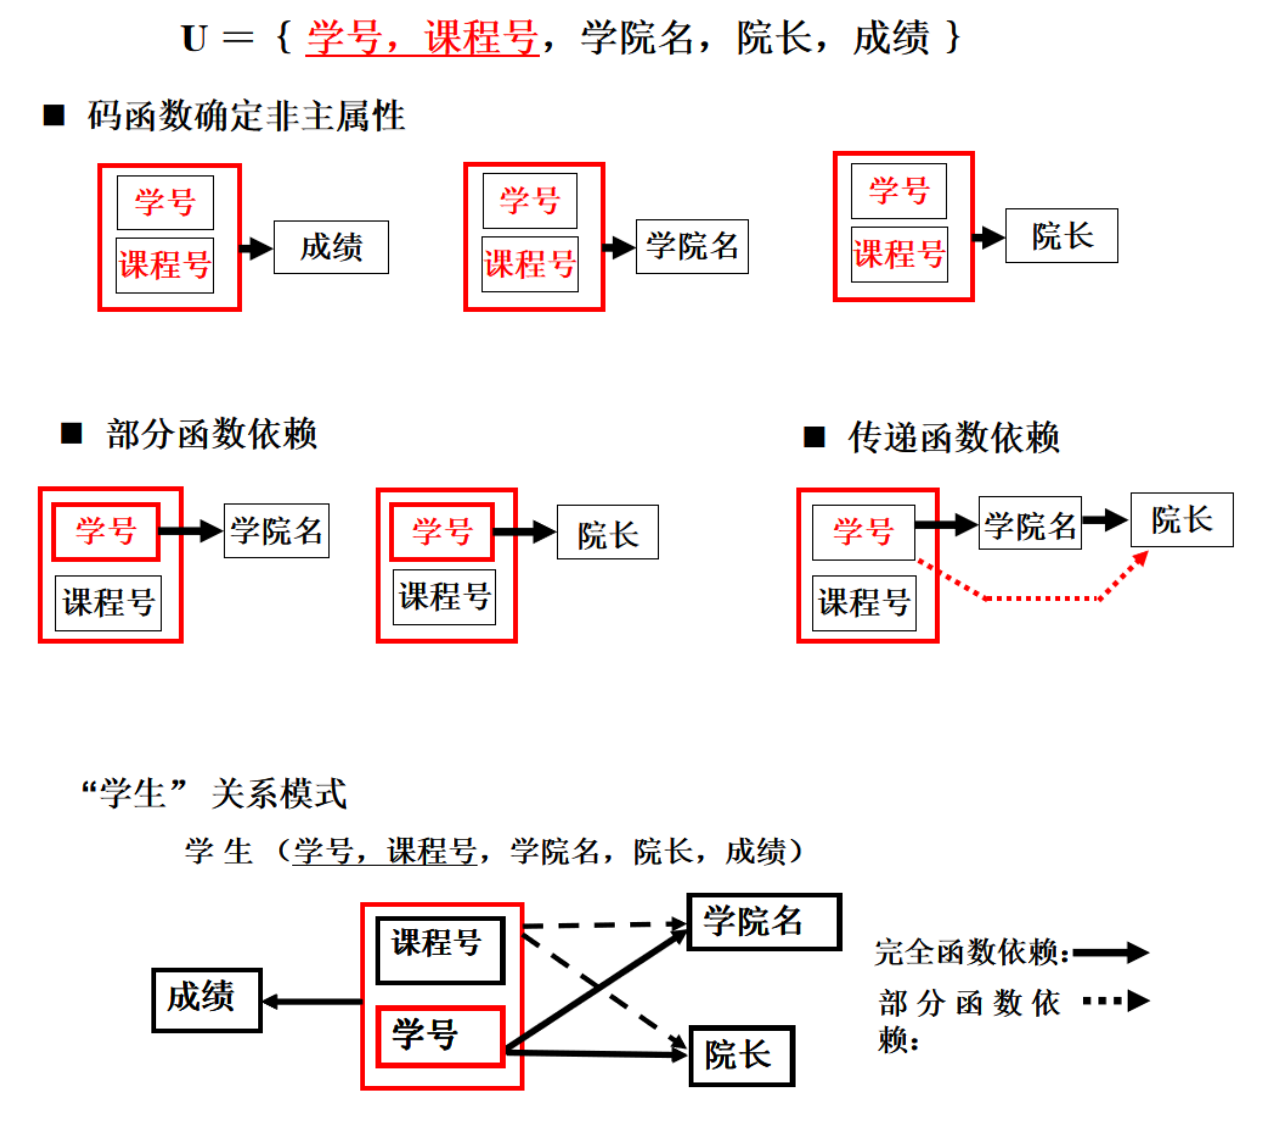 U = { 学号，课程号，学院名，院长，成绩 }
■ 码函数确定非主属性
学号
课程号
成绩
学号
课程号
学院名
学号
课程号
院长
■ 部分函数依赖
学号
课程号
学院名
学号
课程号
院长
■ 传递函数依赖
学号
课程号
学院名
院长
“学生” 关系模式
学 生 （学号，课程号，学院名，院长，成绩）
成绩
课程号
学号
学院名
院长
完全函数依赖：
部 分 函 数 依
赖：